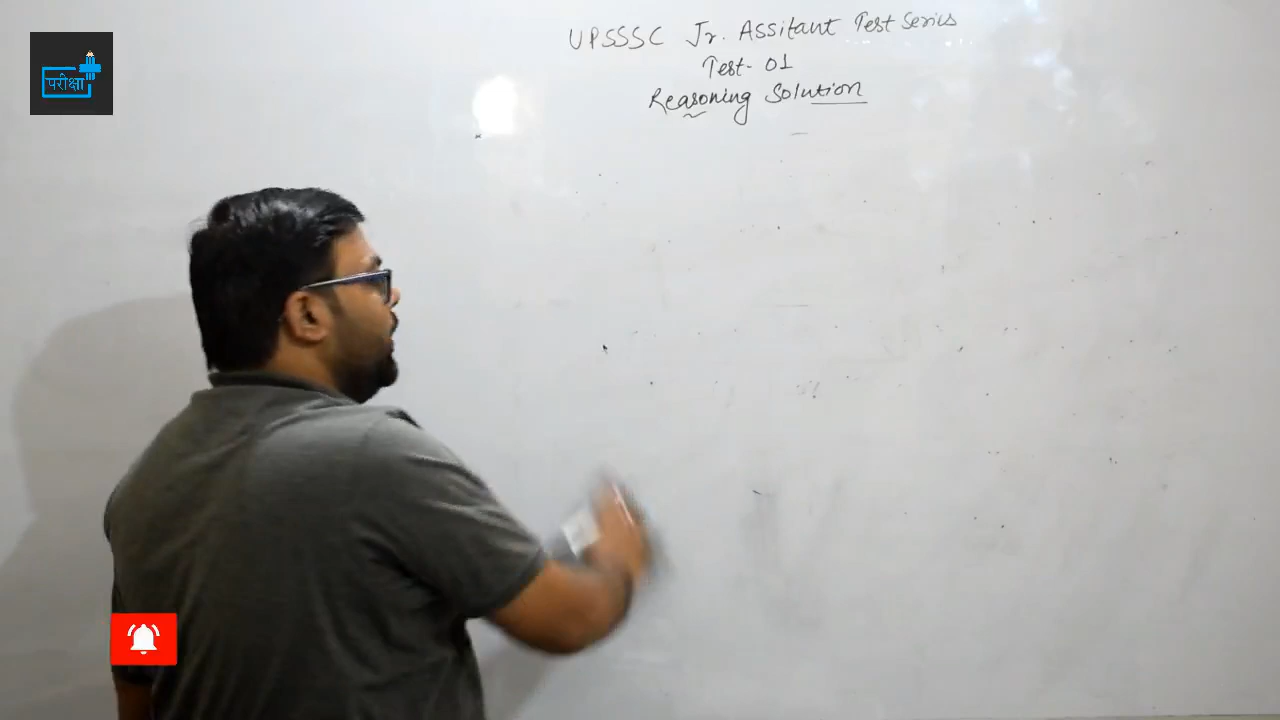 UPSSSC Jr. Assitant Test Series
Test- 01
Reasoning Solution
परीक्षा